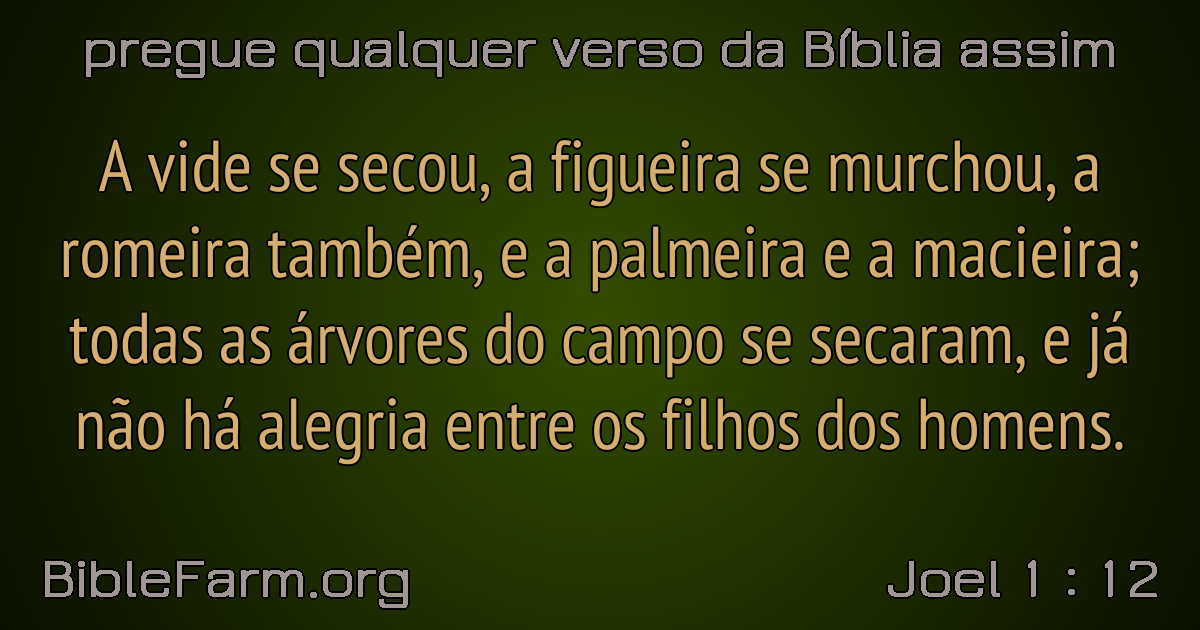 pregue qualquer verso da Bíblia assim
A vide se secou, a figueira se murchou, a
romeira também, e a palmeira e a macieira;
todas as árvores do campo se secaram, e já
não há alegria entre os filhos dos homens.
BibleFarm.org
Joel 1 : 12